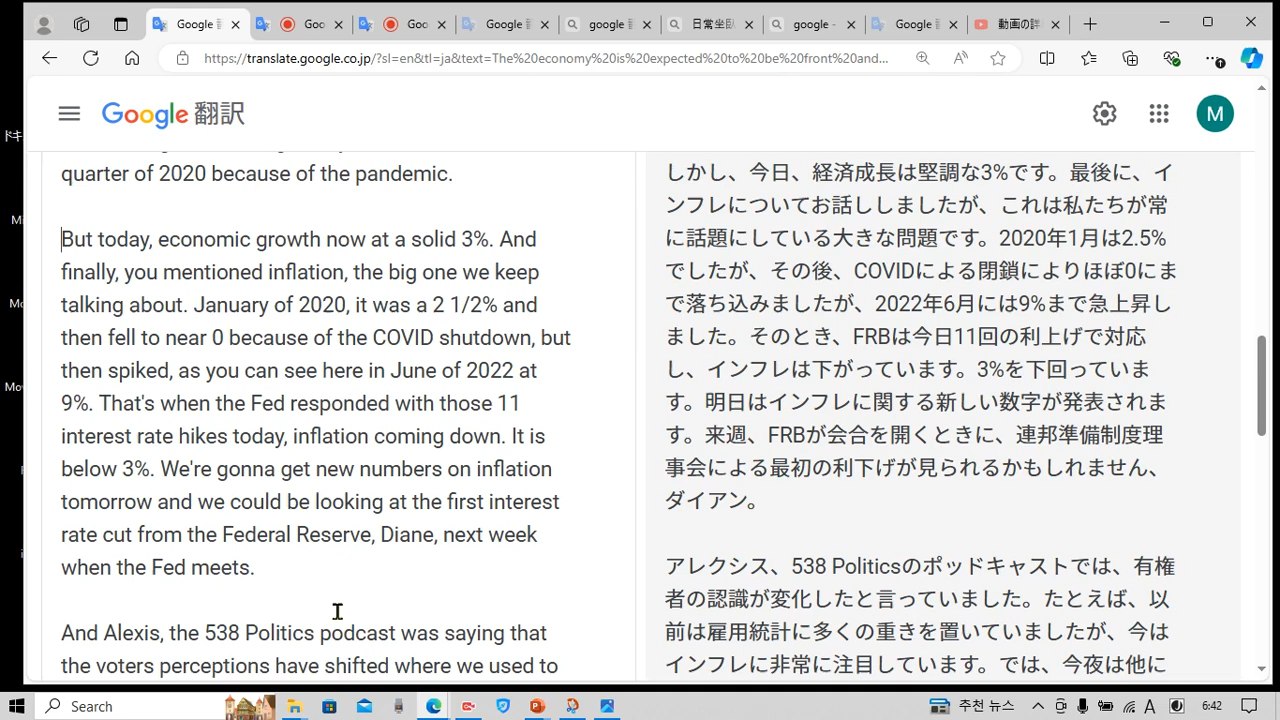 Google 翻
Goo
Goo
Google 翻
google 翻
日常坐臥
google -
Google 翻
動画の詳
https://translate.google.co.jp/?sl=en&tl=ja&text=The%20economy%20is%20expected%20to%20be%20front%20and...
Google 翻訳
M
quarter of 2020 because of the pandemic.
But today, economic growth now at a solid 3%. And
finally, you mentioned inflation, the big one we keep
talking about. January of 2020, it was a 2 1/2% and
then fell to near 0 because of the COVID shutdown, but
then spiked, as you can see here in June of 2022 at
9%. That's when the Fed responded with those 11
interest rate hikes today, inflation coming down. It is
below 3%. We're gonna get new numbers on inflation
tomorrow and we could be looking at the first interest
rate cut from the Federal Reserve, Diane, next week
when the Fed meets.
And Alexis, the 538 Politics podcast was saying that
the voters perceptions have shifted where we used to
しかし、今日、経済成長は堅調な3%です。最後に、イ
ンフレについてお話ししましたが、これは私たちが常
に話題にしている大きな問題です。2020年1月は2.5%
でしたが、その後、COVIDによる閉鎖によりほぼ0にま
で落ち込みましたが、2022年6月には9%まで急上昇し
ました。そのとき、FRBは今日11回の利上げで対応
し、インフレは下がっています。3%を下回っていま
す。明日はインフレに関する新しい数字が発表されま
す。来週、FRBが会合を開くときに、連邦準備制度理
事会による最初の利下げが見られるかもしれません、
ダイアン。
アレクシス、538 Politicsのポッドキャストでは、有権
者の認識が変化したと言っていました。たとえば、以
前は雇用統計に多くの重きを置いていましたが、今は
インフレに非常に注目しています。では、今夜は他に
ドキ
Mi
Mo
Mov
Search
추천 뉴스
A
6:42